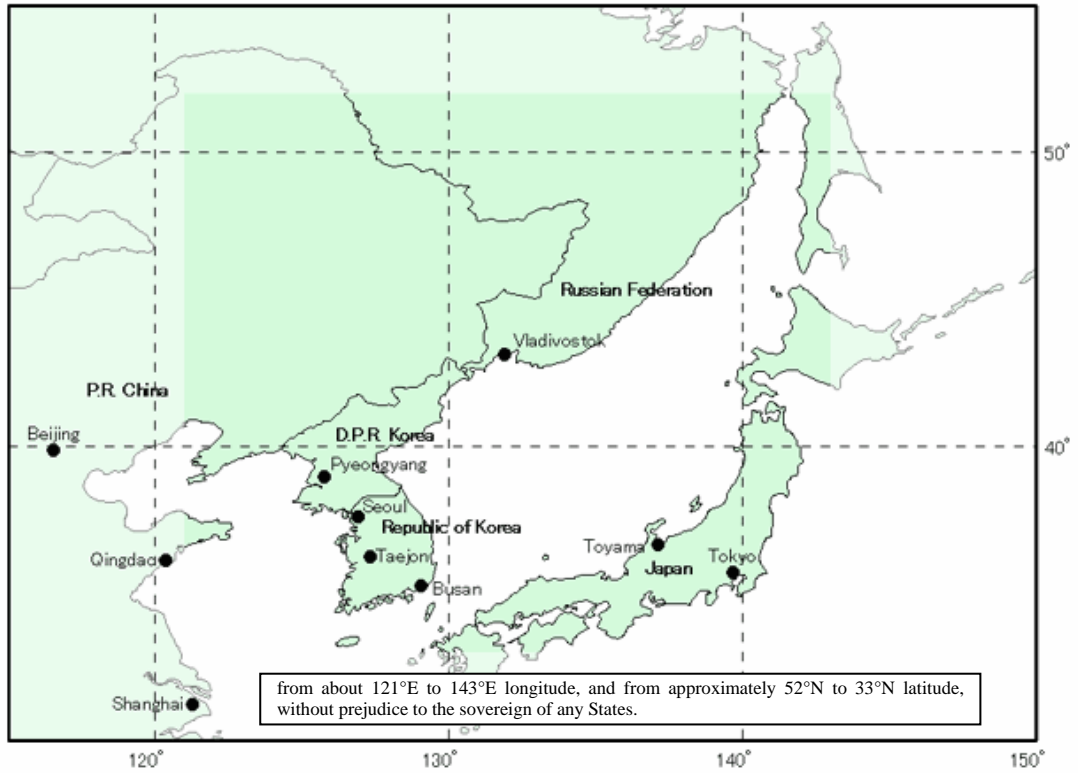 50°
Russian Federation
Vladivostok
P.R. China
Beijing
D.P.R. Korea
40°
Pyeongyang
Seoul
Republic of Korea
Toyama
Tokyo
Qingdao
Taejon
Japan
Busan
from about 121°E to 143°E longitude, and from approximately 52°N to 33°N latitude,
without prejudice to the sovereign of any States.
Shanghai
120°
130°
140°
150°